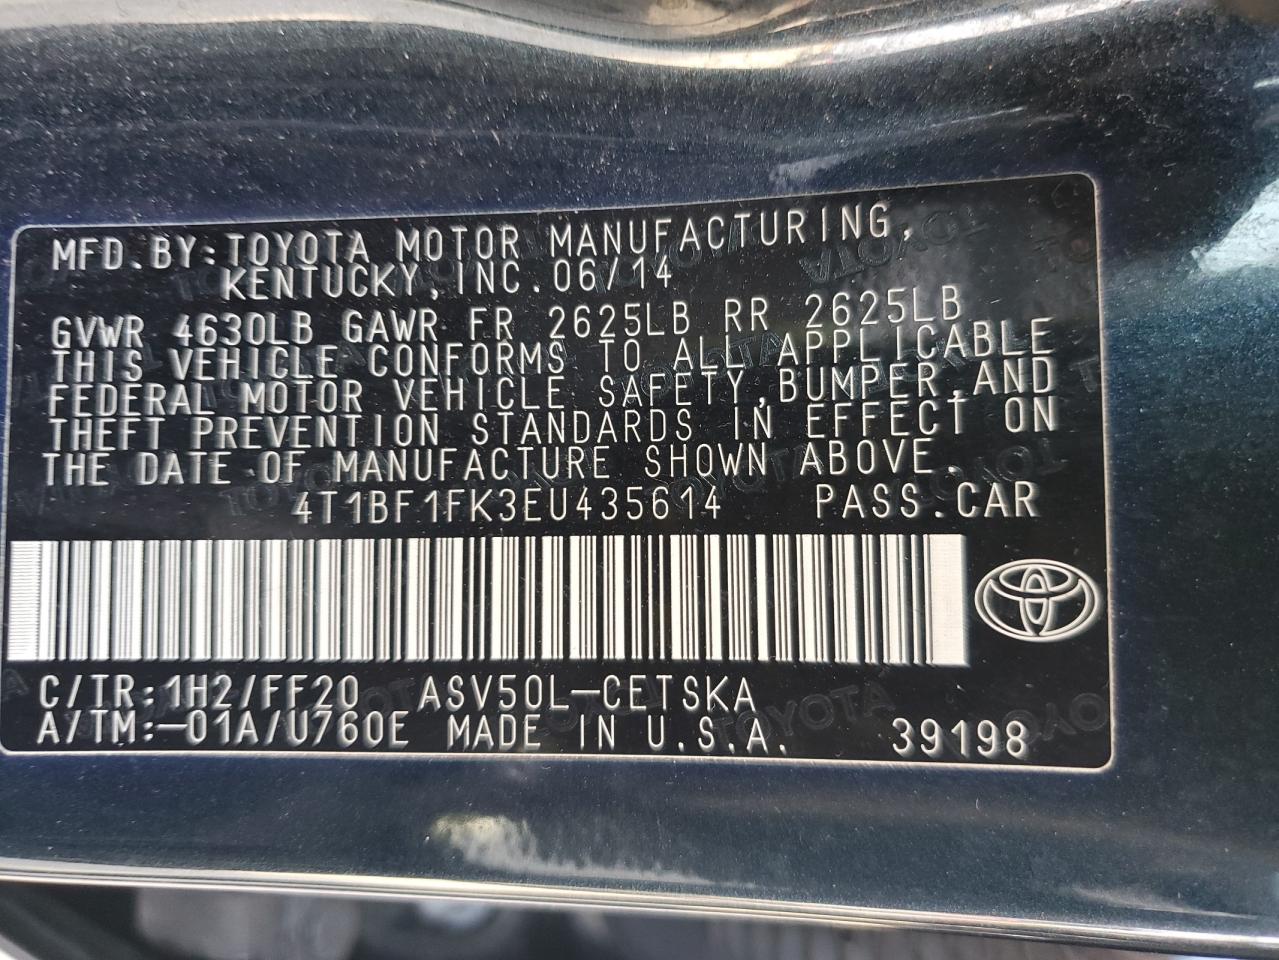 MFD.BY:TOYOTA MOTOR MANUFACTURING,
KENTUCKY,INC.06/14
GVWR 4630LB GAWR FR 2625LB RR 2625LB
THIS VEHICLE CONFORMS TO ALL APPLICABLE
FEDERAL MOTOR VEHICLE SAFETY,BUMPER,AND
THEFT PREVENTION STANDARDS IN EFFECT ON
THE DATE OF MANUFACTURE SHOWN ABOVE.
4T1BF1FK3EU435614 PASS.CAR
C/TR:1H2/FF20 ASV50L-CETSKA
A/TM:-01A/U760E MADE IN U.S.A. 39198